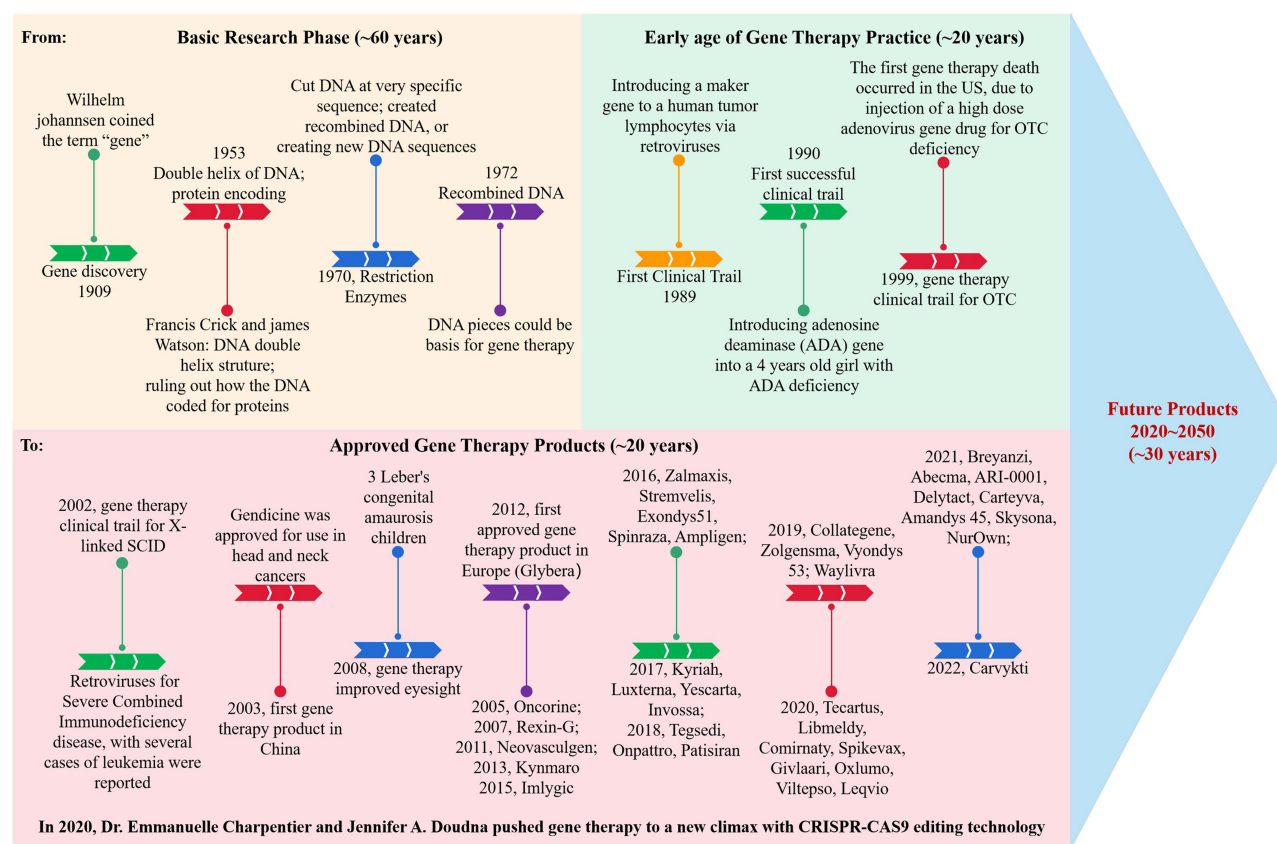 From:
Basic Research Phase (~60 years)
Wilhelm
johannsen coined
the term “gene”
Gene discovery
1909
1953
Double helix of DNA;
protein encoding
Francis Crick and james
Watson: DNA double
helix struture;
ruling out how the DNA
coded for proteins
Cut DNA at very specific
sequence; created
recombined DNA, or
creating new DNA sequences
1970, Restriction
Enzymes
1972
Recombined DNA
DNA pieces could be
basis for gene therapy
Early age of Gene Therapy Practice (~20 years)
Introducing a maker
gene to a human tumor
lymphocytes via
retroviruses
First Clinical Trail
1989
1990
First successful
clinical trail
Introducing adenosine
deaminase (ADA) gene
into a 4 years old girl with
ADA deficiency
The first gene therapy death
occurred in the US, due to
injection of a high dose
adenovirus gene drug for OTC
deficiency
1999, gene therapy
clinical trail for OTC
To:
Approved Gene Therapy Products (~20 years)
2002, gene therapy
clinical trail for X-
linked SCID
Retroviruses for
Severe Combined
Immunodeficiency
disease, with several
cases of leukemia were
reported
Gendicine was
approved for use in
head and neck
cancers
2003, first gene
therapy product in
China
3 Leber's
congenital
amaurosis
children
2008, gene therapy
improved eyesight
2012, first
approved gene
therapy product in
Europe (Glybera)
2005, Oncorine;
2007, Rexin-G;
2011, Neovasculgen;
2013, Kynmaro
2015, Imlygic
2016, Zalmaxis,
Stremvelis,
Exondys51,
Spinraza, Ampligen;
2017, Kyriah,
Luxterna, Yescarta,
Invossa;
2018, Tegsedi,
Onpattro, Patisiran
2019, Collategene,
Zolgensma, Vyondys
53; Waylivra
2020, Tecartus,
Libmeldy,
Comirnaty, Spikevax,
Givlaari, Oxlumo,
Viltepso, Leqvio
2021, Breyanzi,
Abecma, ARI-0001,
Delytact, Carteyva,
Amandys 45, Skysona,
NurOwn;
2022, Carvykti
In 2020, Dr. Emmanuelle Charpentier and Jennifer A. Doudna pushed gene therapy to a new climax with CRISPR-CAS9 editing technology
Future Products
2020~2050
(~30 years)